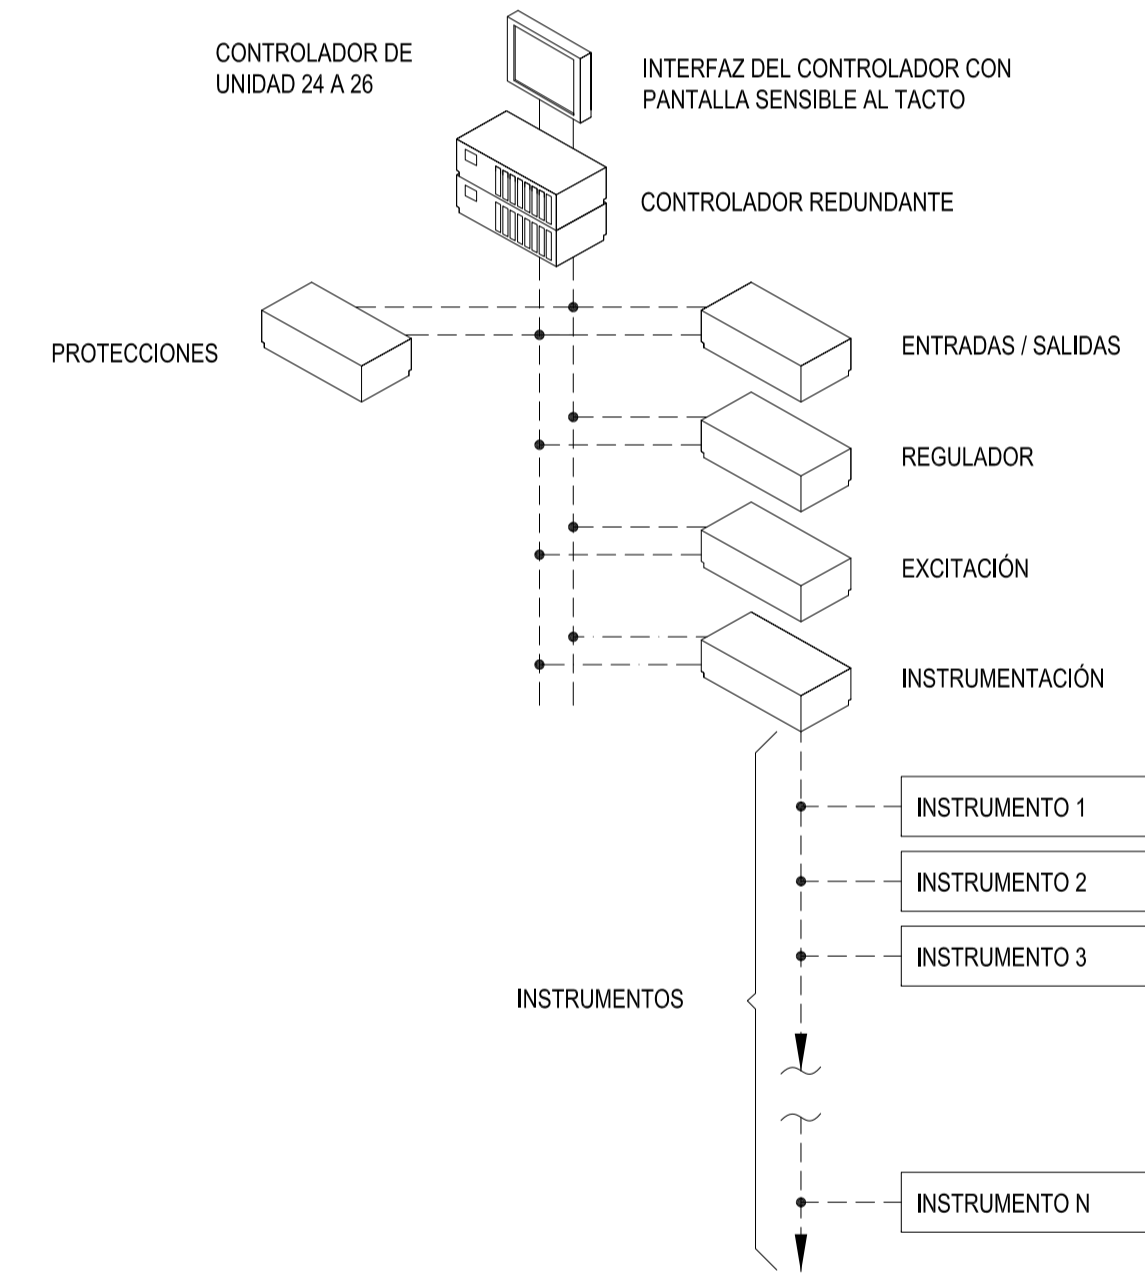 CONTROLADOR DE
UNIDAD 24 A 26
INTERFAZ DEL CONTROLADOR CON
PANTALLA SENSIBLE AL TACTO
CONTROLADOR REDUNDANTE
PROTECCIONES
ENTRADAS / SALIDAS
REGULADOR
EXCITACIÓN
INSTRUMENTACIÓN
INSTRUMENTO 1
INSTRUMENTO 2
INSTRUMENTO 3
INSTRUMENTOS
INSTRUMENTO N